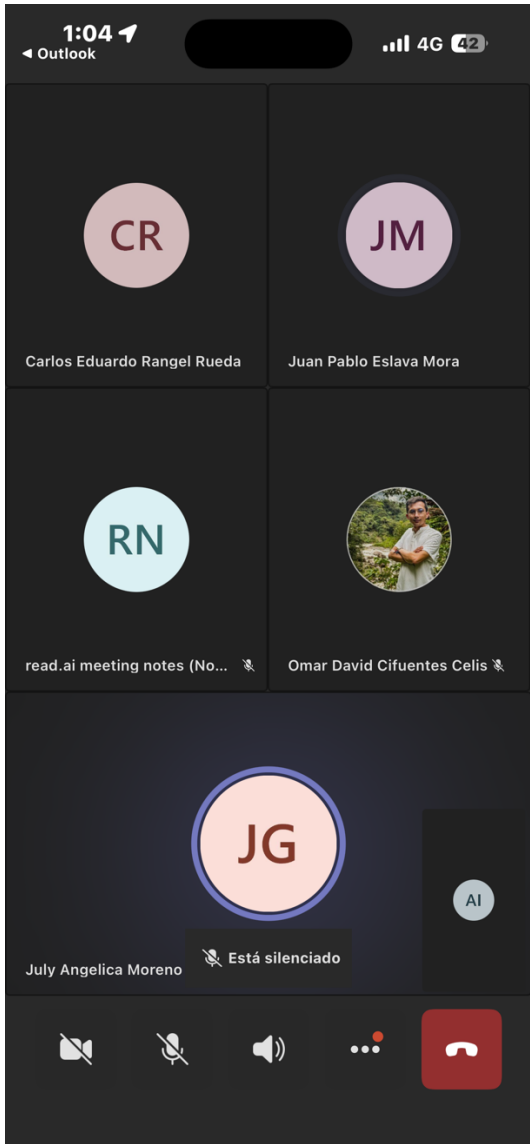 1:04
4G 42
◀ Outlook
CR
JM
Carlos Eduardo Rangel Rueda
Juan Pablo Eslava Mora
RN
read.ai meeting notes (No...
Omar David Cifuentes Celis
JG
AI
Está silenciado
July Angelica Moreno